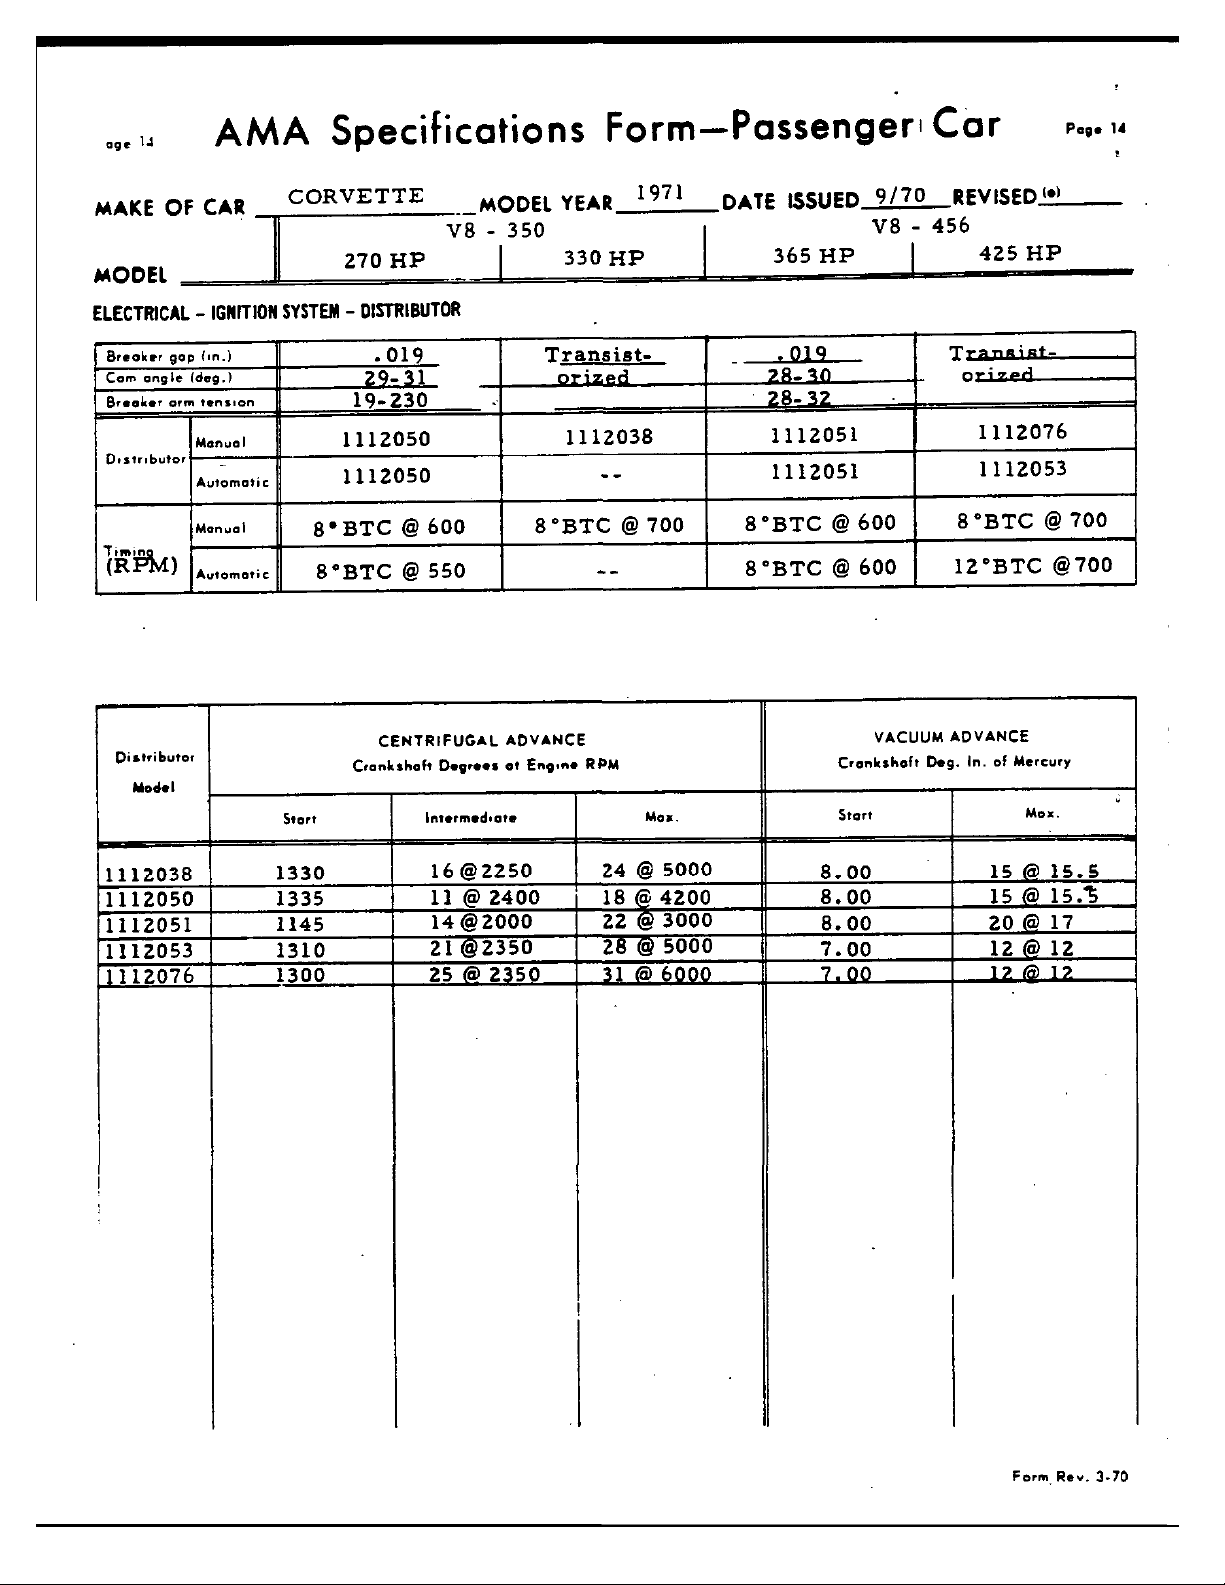 age 14 AMA Specifications Form—Passenger Car Page 14
MAKE OF CAR CORVETTE MODEL YEAR 1971 DATE ISSUED 9/70 REVISED (•)
V8 - 350 V8 - 456
MODEL 270 HP 330 HP 365 HP 425 HP
ELECTRICAL – IGNITION SYSTEM – DISTRIBUTOR
Breaker gap (in.) .019 Transist- .019 Transist-
Cam angle (deg.) 29-31 orized 28-30 orized
Breaker arm tension 19-230 28-32
Distributor
Manual 1112050 1112038 1112051 1112076
Automatic 1112050 -- 1112051 1112053
Timing
(RPM)
Manual 8°BTC @ 600 8°BTC @ 700 8°BTC @ 600 8°BTC @ 700
Automatic 8°BTC @ 550 -- 8°BTC @ 600 12°BTC @700
Distributor
Model
CENTRIFUGAL ADVANCE
Crankshaft Degrees at Engine RPM
VACUUM ADVANCE
Crankshaft Deg. In. of Mercury
Start Intermediate Max. Start Max.
1112038 1330 16 @2250 24 @ 5000 8.00 15 @ 15.5
1112050 1335 11 @ 2400 18 @ 4200 8.00 15 @ 15.5
1112051 1145 14 @2000 22 @ 3000 8.00 20 @ 17
1112053 1310 21 @2350 28 @ 5000 7.00 12 @ 12
1112076 1300 25 @ 2350 31 @ 6000 7.00 12 @ 12
Form Rev. 3-70